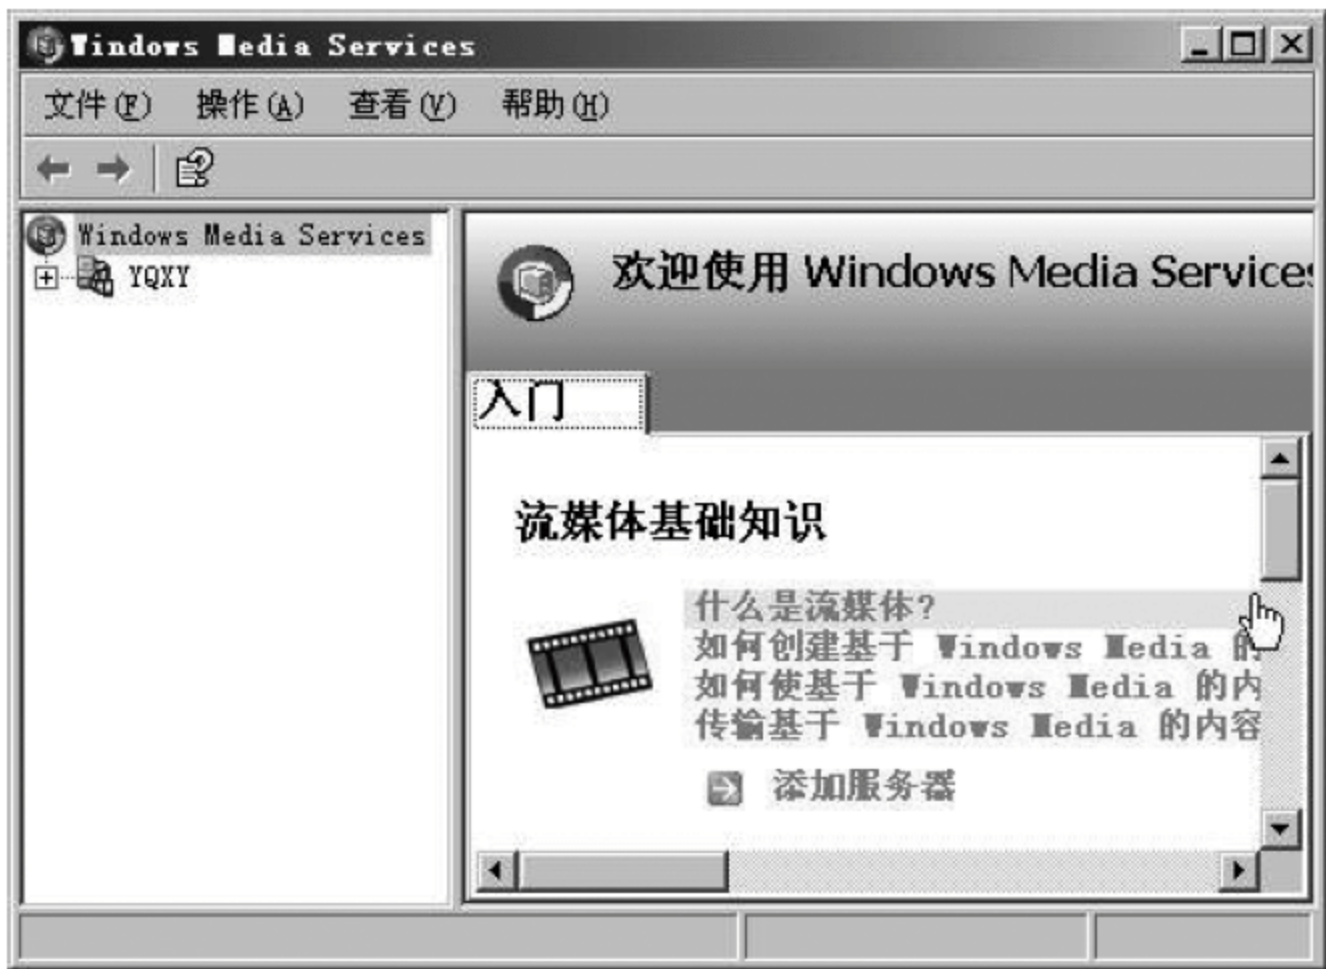 Windows Media Services
文件(F) 操作(A) 查看(V) 帮助(H)
Windows Media Services
YQXY
欢迎使用 Windows Media Services
入门
流媒体基础知识
什么是流媒体?
如何创建基于 Windows Media 的
如何使基于 Windows Media 的内
传输基于 Windows Media 的内容
添加服务器